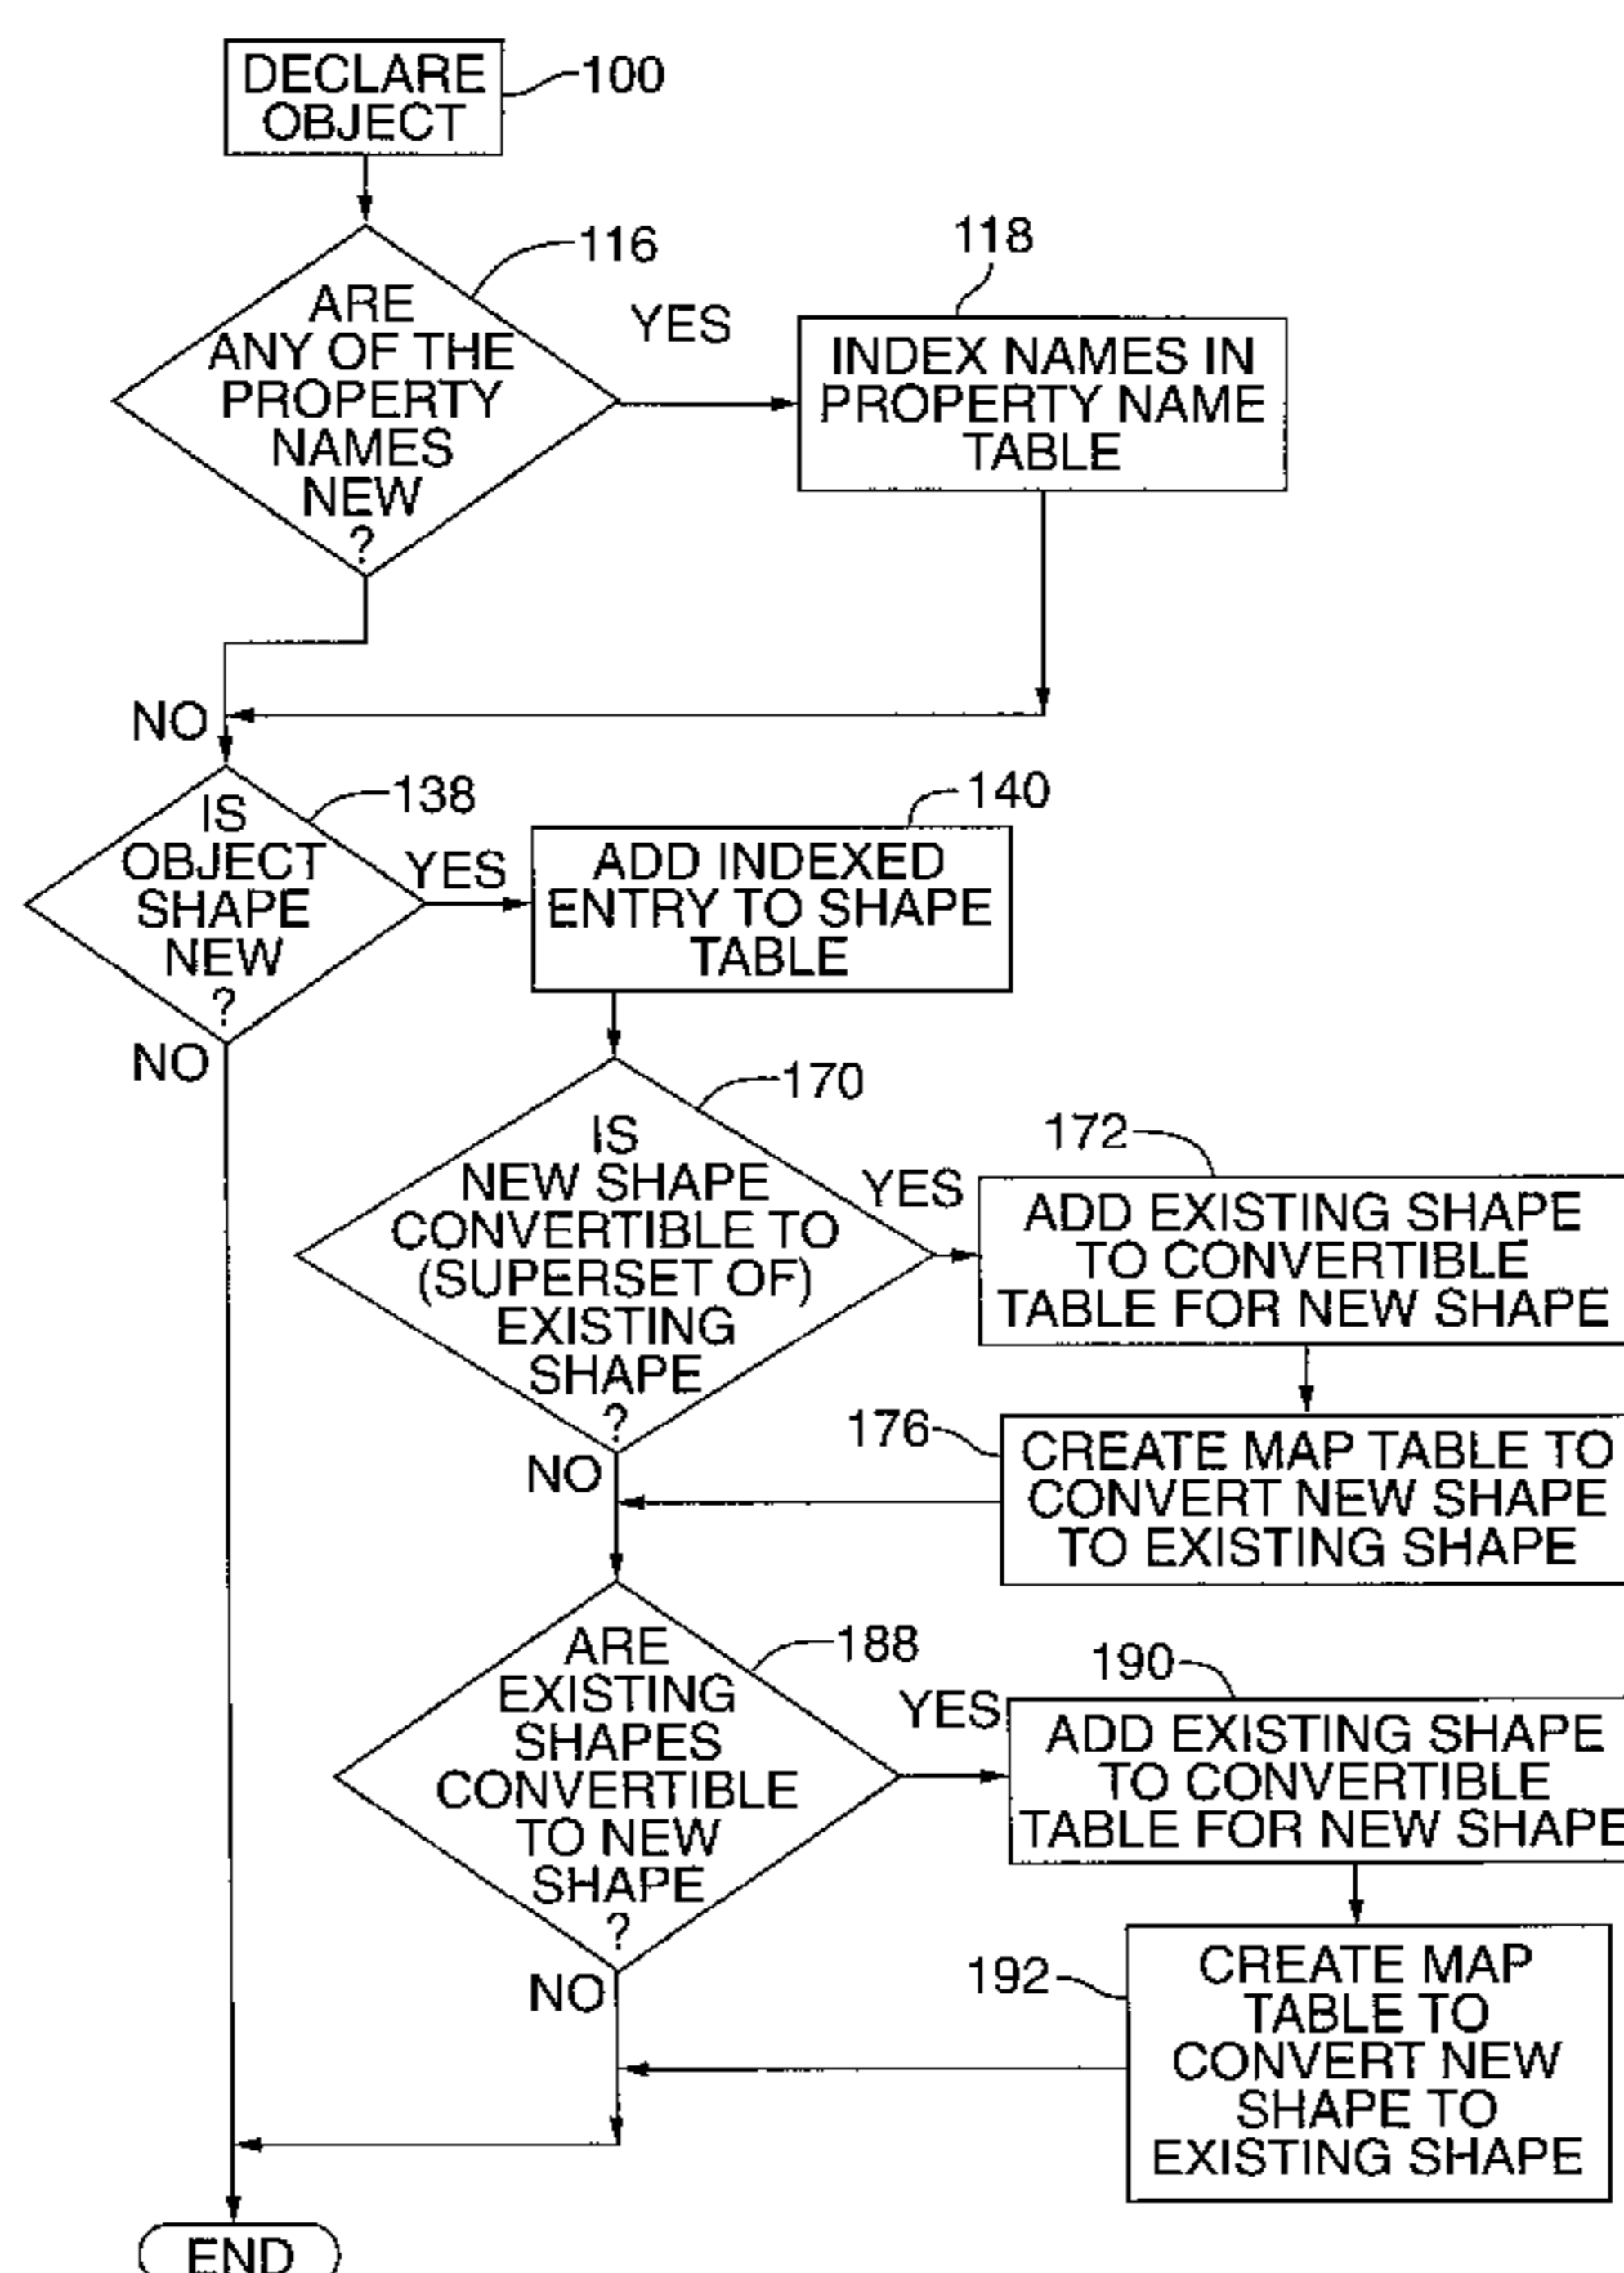 DECLARE
OBJECT
100
116
ARE
ANY OF THE
PROPERTY
NAMES
NEW
?
YES
118
INDEX NAMES IN
PROPERTY NAME
TABLE
NO
138
IS
OBJECT
SHAPE
NEW
?
YES
140
ADD INDEXED
ENTRY TO SHAPE
TABLE
NO
170
IS
NEW SHAPE
CONVERTIBLE TO
(SUPERSET OF)
EXISTING
SHAPE
?
YES
172
ADD EXISTING SHAPE
TO CONVERTIBLE
TABLE FOR NEW SHAPE
176
CREATE MAP TABLE TO
CONVERT NEW SHAPE
TO EXISTING SHAPE
NO
188
ARE
EXISTING
SHAPES
CONVERTIBLE
TO NEW
SHAPE
?
YES
190
ADD EXISTING SHAPE
TO CONVERTIBLE
TABLE FOR NEW SHAPE
192
CREATE MAP
TABLE TO
CONVERT NEW
SHAPE TO
EXISTING SHAPE
NO
END